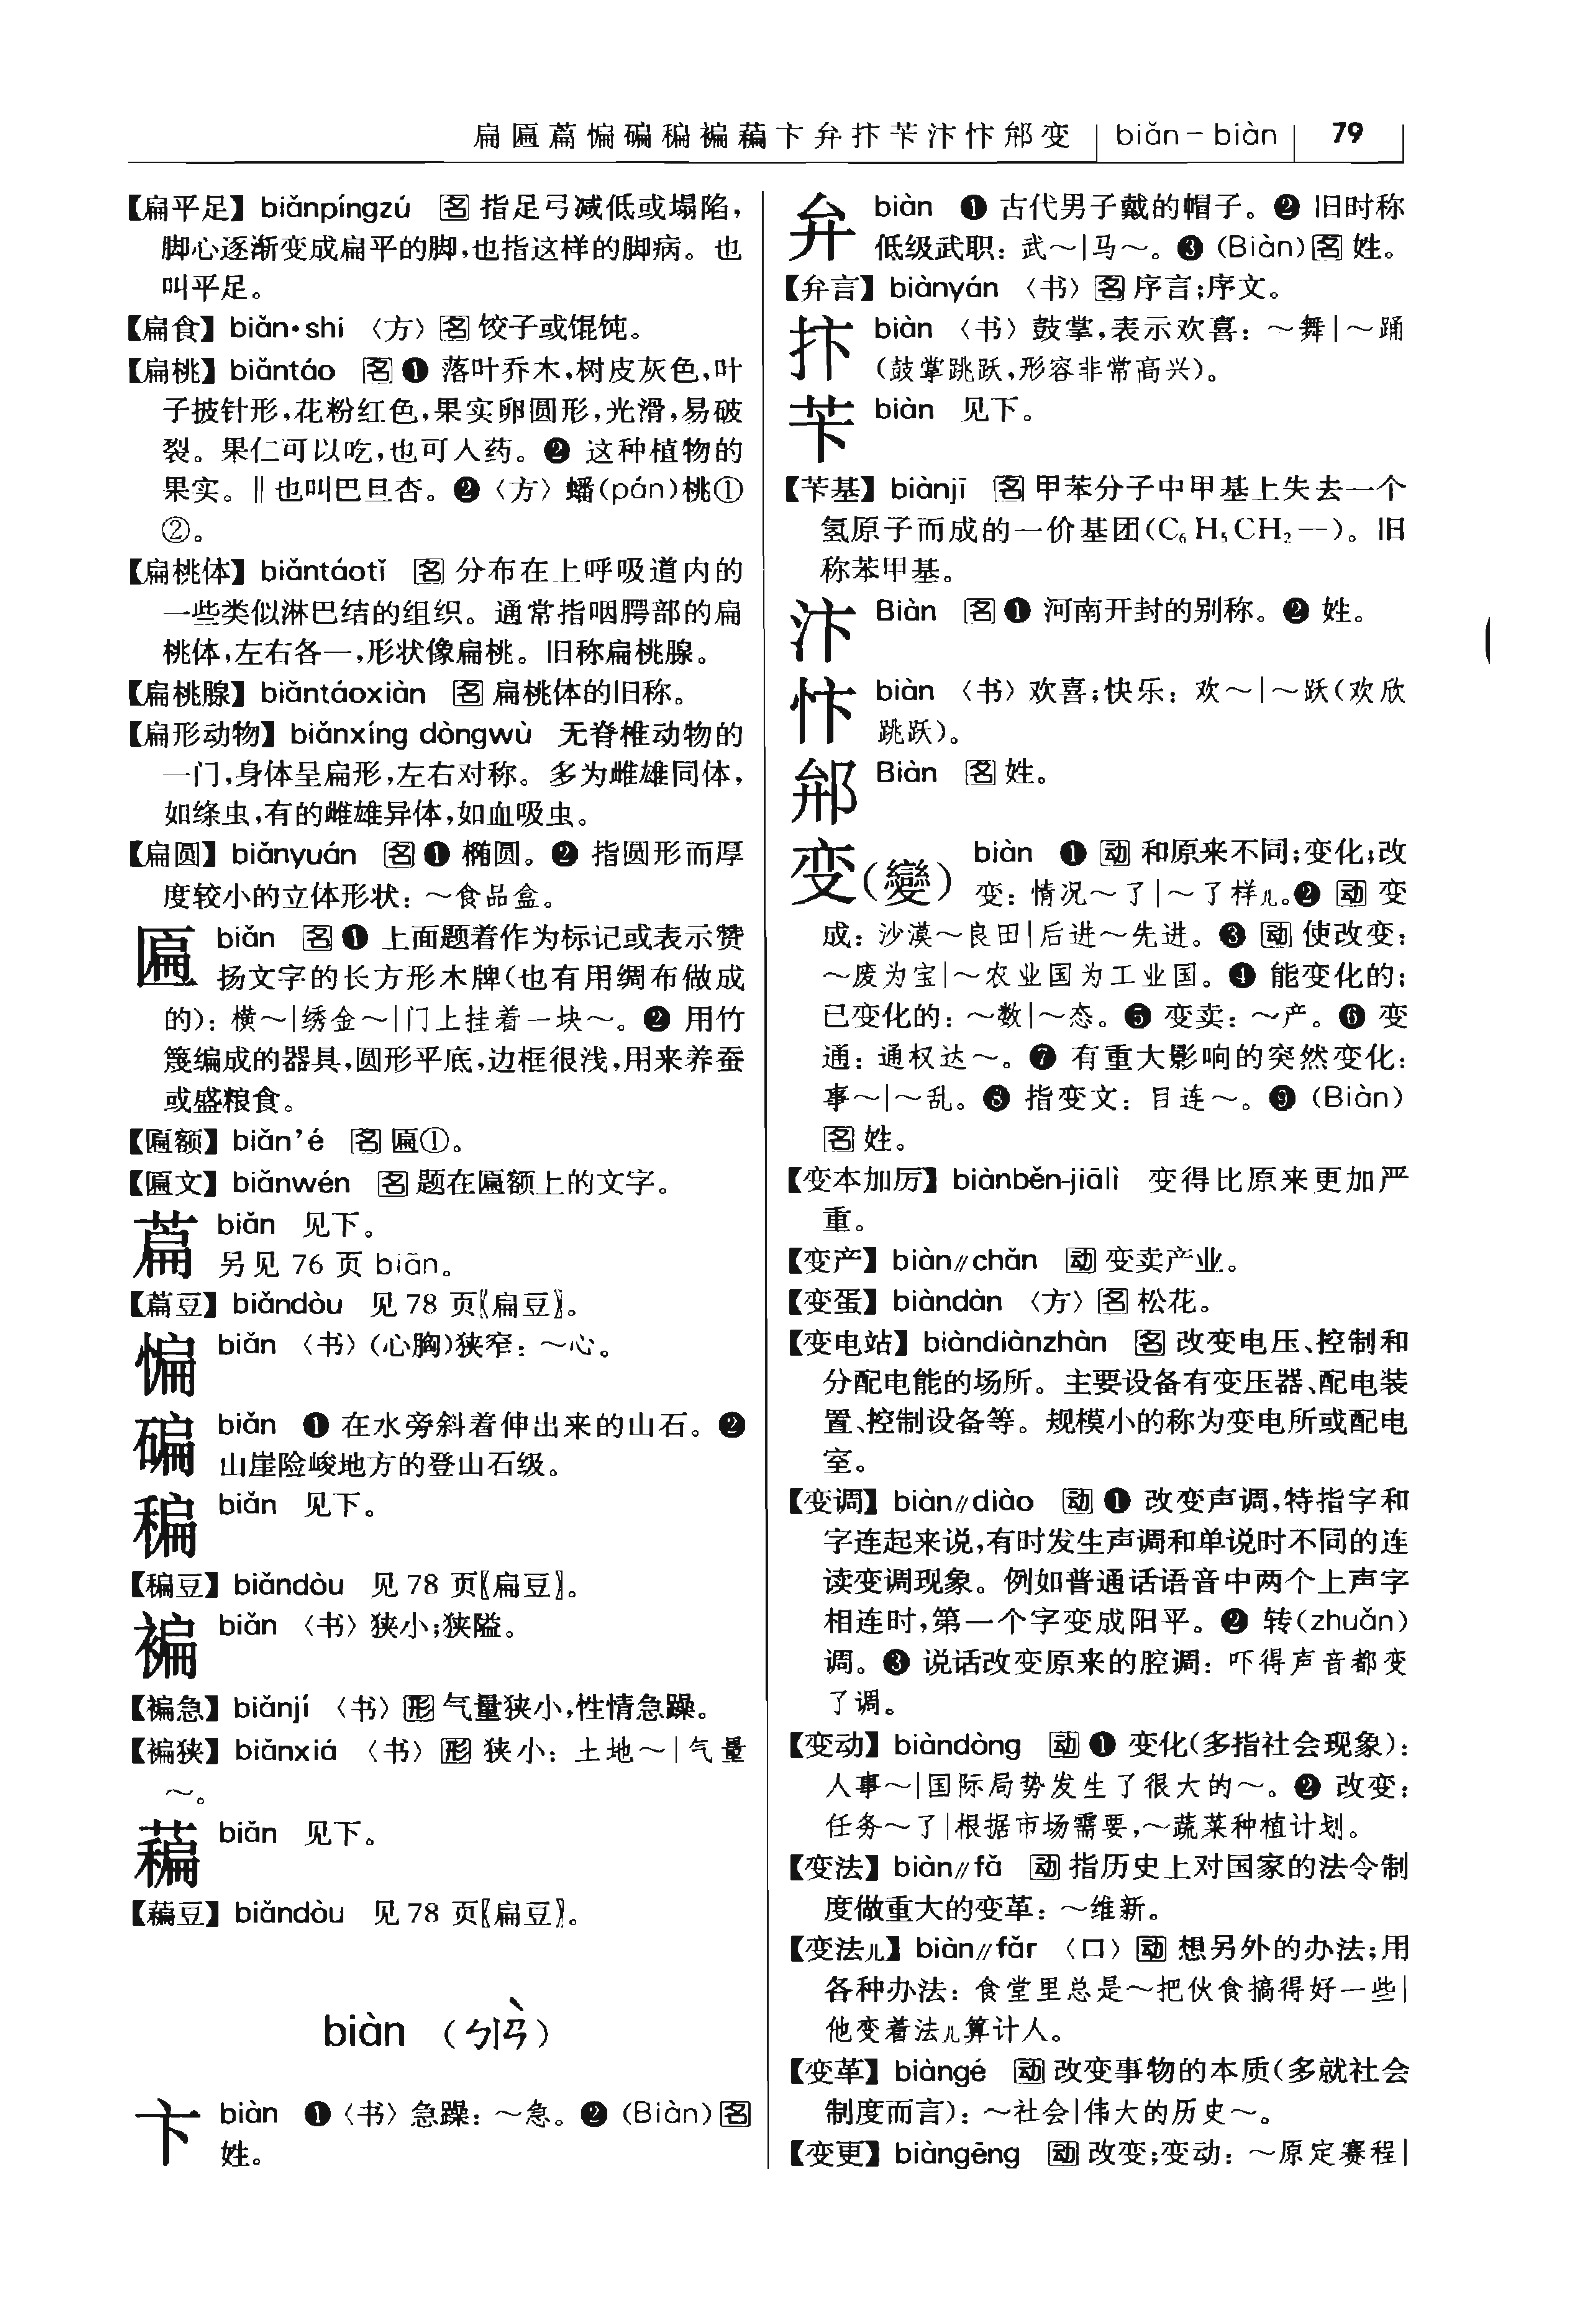 扁匾萹惼碥稨褊藊卞弁抃苄汴忭邠变 biǎn－biàn 79
【扁平足】biǎnpíngzú 名 指足弓减低或塌陷，
脚心逐渐变成扁平的脚，也指这样的脚病。也
叫平足。
【扁食】biǎn·shi 〈方〉名 饺子或馄饨。
【扁桃】biǎntáo 名 ❶ 落叶乔木，树皮灰色，叶
子披针形，花粉红色，果实卵圆形，光滑，易破
裂。果仁可以吃，也可入药。❷ 这种植物的
果实。‖也叫巴旦杏。❷〈方〉蟠(pán)桃①
②。
【扁桃体】biǎntáotǐ 名 分布在上呼吸道内的
一些类似淋巴结的组织。通常指咽腭部的扁
桃体，左右各一，形状像扁桃。旧称扁桃腺。
【扁桃腺】biǎntáoxiàn 名 扁桃体的旧称。
【扁形动物】biǎnxíng dòngwù 无脊椎动物的
一门，身体呈扁形，左右对称。多为雌雄同体，
如绦虫，有的雌雄异体，如血吸虫。
【扁圆】biǎnyuán 名 ❶ 椭圆。❷ 指圆形而厚
度较小的立体形状：～食品盒。
匾 biǎn 名 ❶ 上面题着作为标记或表示赞
扬文字的长方形木牌(也有用绸布做成
的)：横～|绣金～|门上挂着一块～。❷ 用竹
篾编成的器具，圆形平底，边框很浅，用来养蚕
或盛粮食。
【匾额】biǎn'é 名 匾①。
【匾文】biǎnwén 名 题在匾额上的文字。
萹 biǎn 见下。
另见 76 页 biān。
【萹豆】biǎndòu 见 78 页〖扁豆〗。
惼 biǎn 〈书〉(心胸)狭窄：～心。
碥 biǎn ❶ 在水旁斜着伸出来的山石。❷
山崖险峻地方的登山石级。
稨 biǎn 见下。
【稨豆】biǎndòu 见 78 页〖扁豆〗。
褊 biǎn 〈书〉狭小；狭隘。
【褊急】biǎnjí 〈书〉形 气量狭小，性情急躁。
【褊狭】biǎnxiá 〈书〉形 狭小：土地～|气量
～。
藊 biǎn 见下。
【藊豆】biǎndòu 见 78 页〖扁豆〗。
biàn （ㄅㄧㄢˋ）
卞 biàn ❶〈书〉急躁：～急。❷ (Biàn) 名
姓。
弁 biàn ❶ 古代男子戴的帽子。❷ 旧时称
低级武职：武～|马～。❸ (Biàn) 名 姓。
【弁言】biànyán 〈书〉名 序言；序文。
抃 biàn 〈书〉鼓掌，表示欢喜：～舞|～踊
(鼓掌跳跃，形容非常高兴)。
苄 biàn 见下。
【苄基】biànjī 名 甲苯分子中甲基上失去一个
氢原子而成的一价基团(C₆H₅CH₂—)。旧
称苯甲基。
汴 Biàn 名 ❶ 河南开封的别称。❷ 姓。
忭 biàn 〈书〉欢喜；快乐：欢～|～跃(欢欣
跳跃)。
Biàn 名 姓。
变(變) biàn ❶ 动 和原来不同；变化；改
变：情况～了|～了样儿。❷ 动 变
成：沙漠～良田|后进～先进。❸ 动 使改变：
～废为宝|～农业国为工业国。❹ 能变化的；
已变化的：～数|～态。❺ 变卖：～产。❻ 变
通：通权达～。❼ 有重大影响的突然变化：
事～|～乱。❽ 指变文：目连～。❾ (Biàn)
名 姓。
【变本加厉】biànběn-jiālì 变得比原来更加严
重。
【变产】biàn∥chǎn 动 变卖产业。
【变蛋】biàndàn 〈方〉名 松花。
【变电站】biàndiànzhàn 名 改变电压、控制和
分配电能的场所。主要设备有变压器、配电装
置、控制设备等。规模小的称为变电所或配电
室。
【变调】biàn∥diào 动 ❶ 改变声调，特指字和
字连起来说，有时发生声调和单说时不同的连
读变调现象。例如普通话语音中两个上声字
相连时，第一个字变成阳平。❷ 转(zhuǎn)
调。❸ 说话改变原来的腔调：吓得声音都变
了调。
【变动】biàndòng 动 ❶ 变化(多指社会现象)：
人事～|国际局势发生了很大的～。❷ 改变：
任务～了|根据市场需要，～蔬菜种植计划。
【变法】biàn∥fǎ 动 指历史上对国家的法令制
度做重大的变革：～维新。
【变法儿】biàn∥fǎr 〈口〉动 想另外的办法；用
各种办法：食堂里总是～把伙食搞得好一些|
他变着法儿算计人。
【变革】biàngé 动 改变事物的本质(多就社会
制度而言)：～社会|伟大的历史～。
【变更】biàngēng 动 改变；变动：～原定赛程|